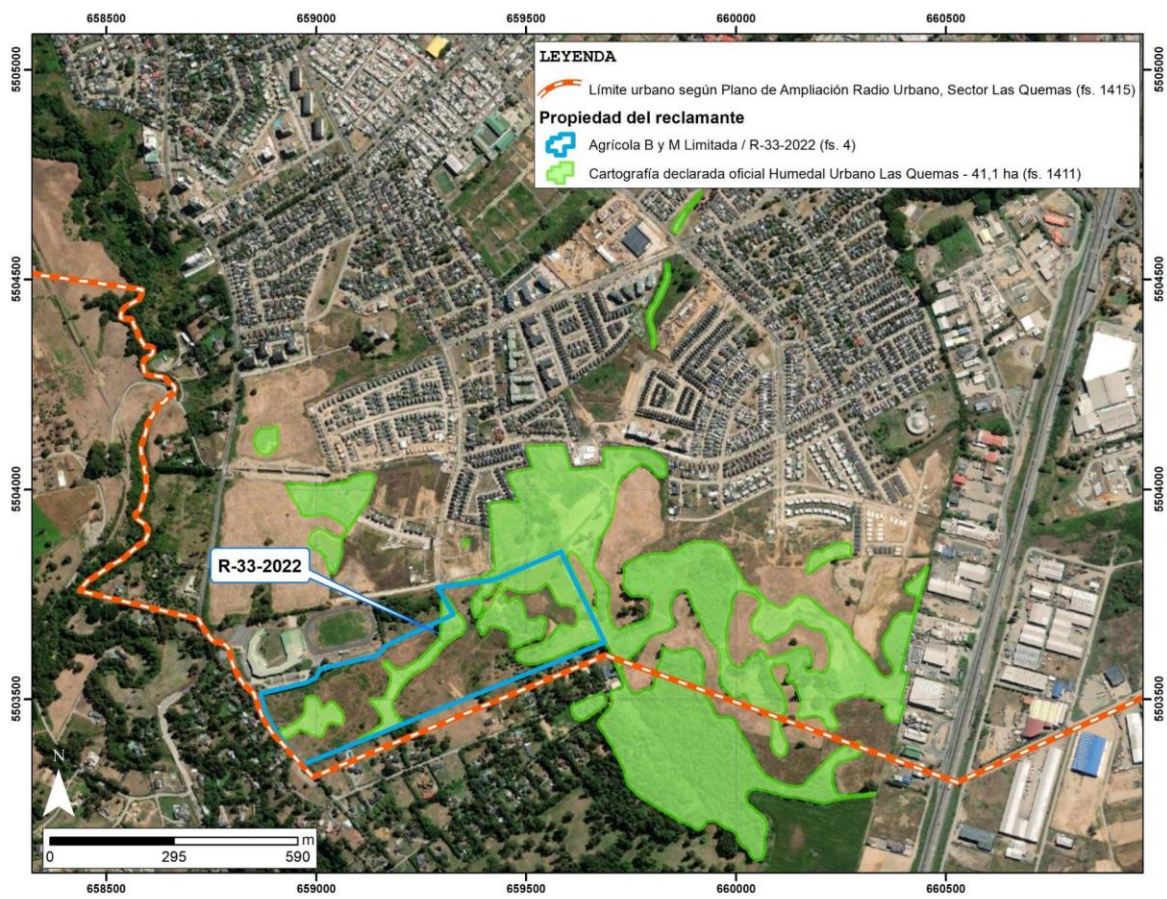 658500 659000 659500 660000 660500
5505000 5505000
LEYENDA
Límite urbano según Plano de Ampliación Radio Urbano, Sector Las Quemas (fs. 1415)
Propiedad del reclamante
Agrícola B y M Limitada / R-33-2022 (fs. 4)
Cartografía declarada oficial Humedal Urbano Las Quemas - 41,1 ha (fs. 1411)
5504500 5504500
5504000 5504000
R-33-2022
5503500 5503500
N
m
0 295 590
658500 659000 659500 660000 660500